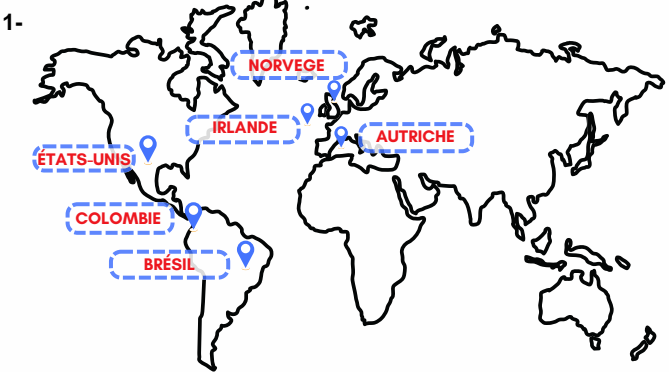 1-
NORVEGE
IRLANDE
AUTRICHE
ÉTATS-UNIS
COLOMBIE
BRÉSIL